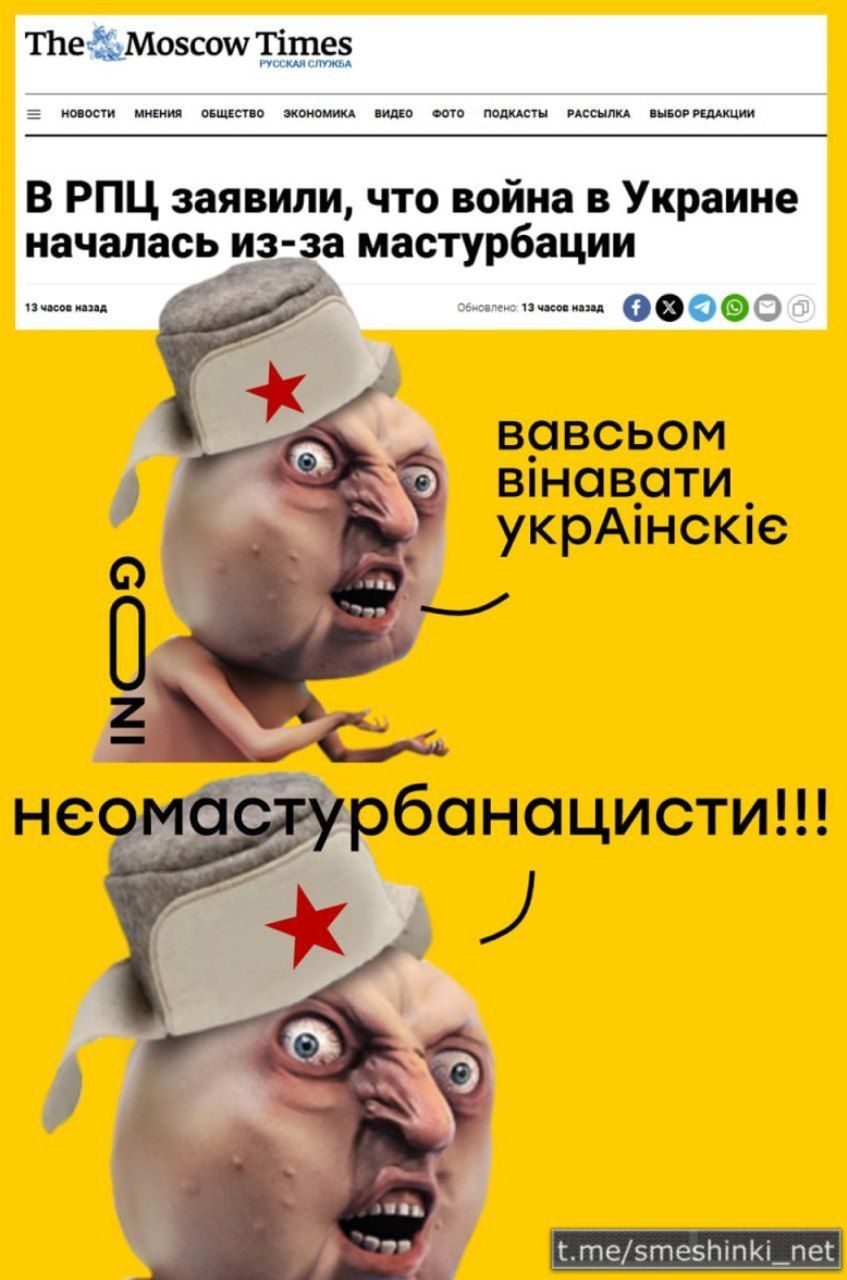 The Moscow Times
РУССКАЯ СЛУЖБА
НОВОСТИ МНЕНИЯ ОБЩЕСТВО ЭКОНОМИКА ВИДЕО ФОТО ПОДКАСТЫ РАССЫЛКА ВЫБОР РЕДАКЦИИ
В РПЦ заявили, что война в Украине
началась из-за мастурбации
13 часов назад Обновлено: 13 часов назад
вавсьом
вінавати
укрАінскіє
GONI
нєомастурбанацисти!!!
t.me/smeshinki_net